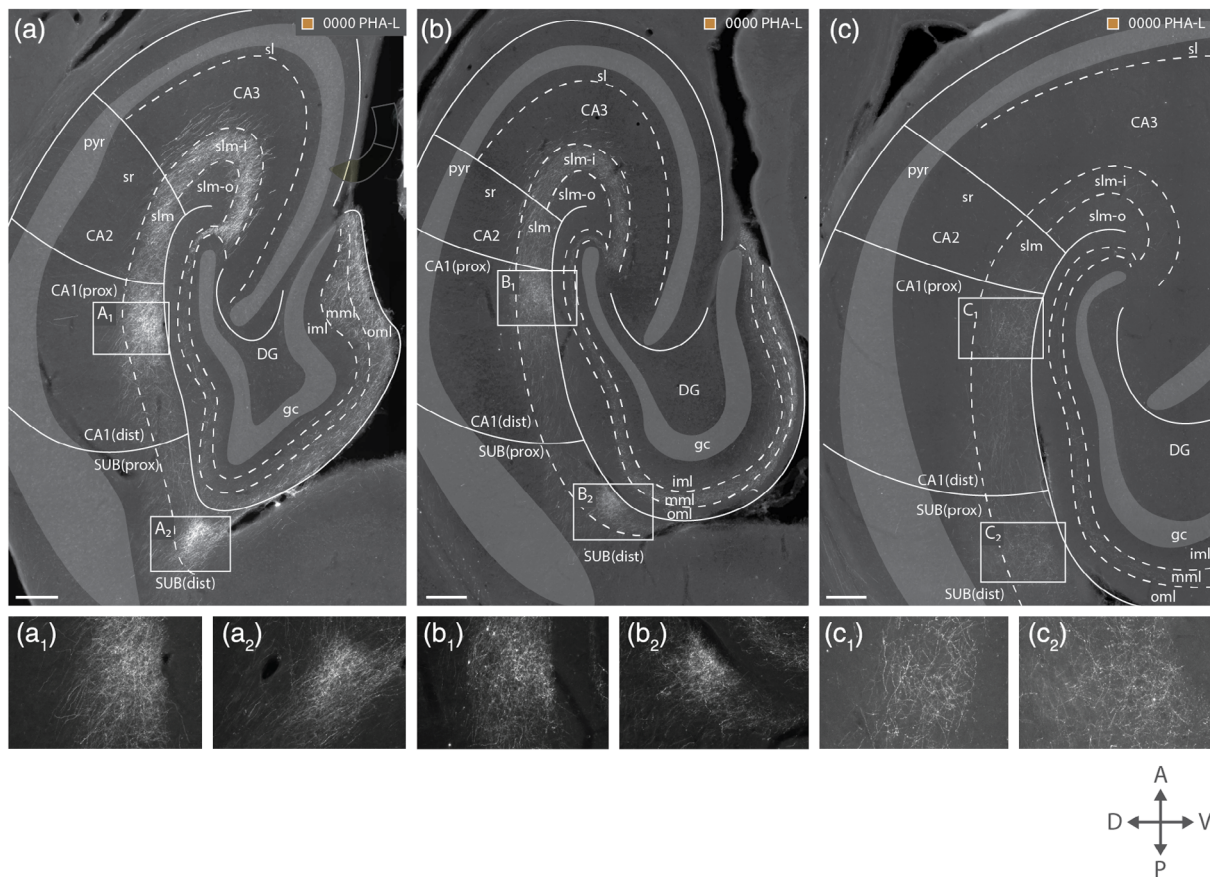 (a)
0000 PHA-L
sl
CA3
pyr
slm-i
sr
slm-o
slm
CA2
CA1(prox)
A1
mml
iml
oml
DG
gc
CA1(dist)
SUB(prox)
A2
SUB(dist)
(b)
0000 PHA-L
sl
CA3
slm-i
pyr
slm-o
sr
slm
CA2
CA1(prox)
B1
DG
CA1(dist)
gc
SUB(prox)
iml
B2
mml
oml
SUB(dist)
(c)
0000 PHA-L
sl
CA3
pyr
slm-i
sr
slm-o
CA2
slm
CA1(prox)
C1
DG
CA1(dist)
SUB(prox)
C2
gc
iml
mml
SUB(dist)
oml
(a1)
(a2)
(b1)
(b2)
(c1)
(c2)
A
D
V
P